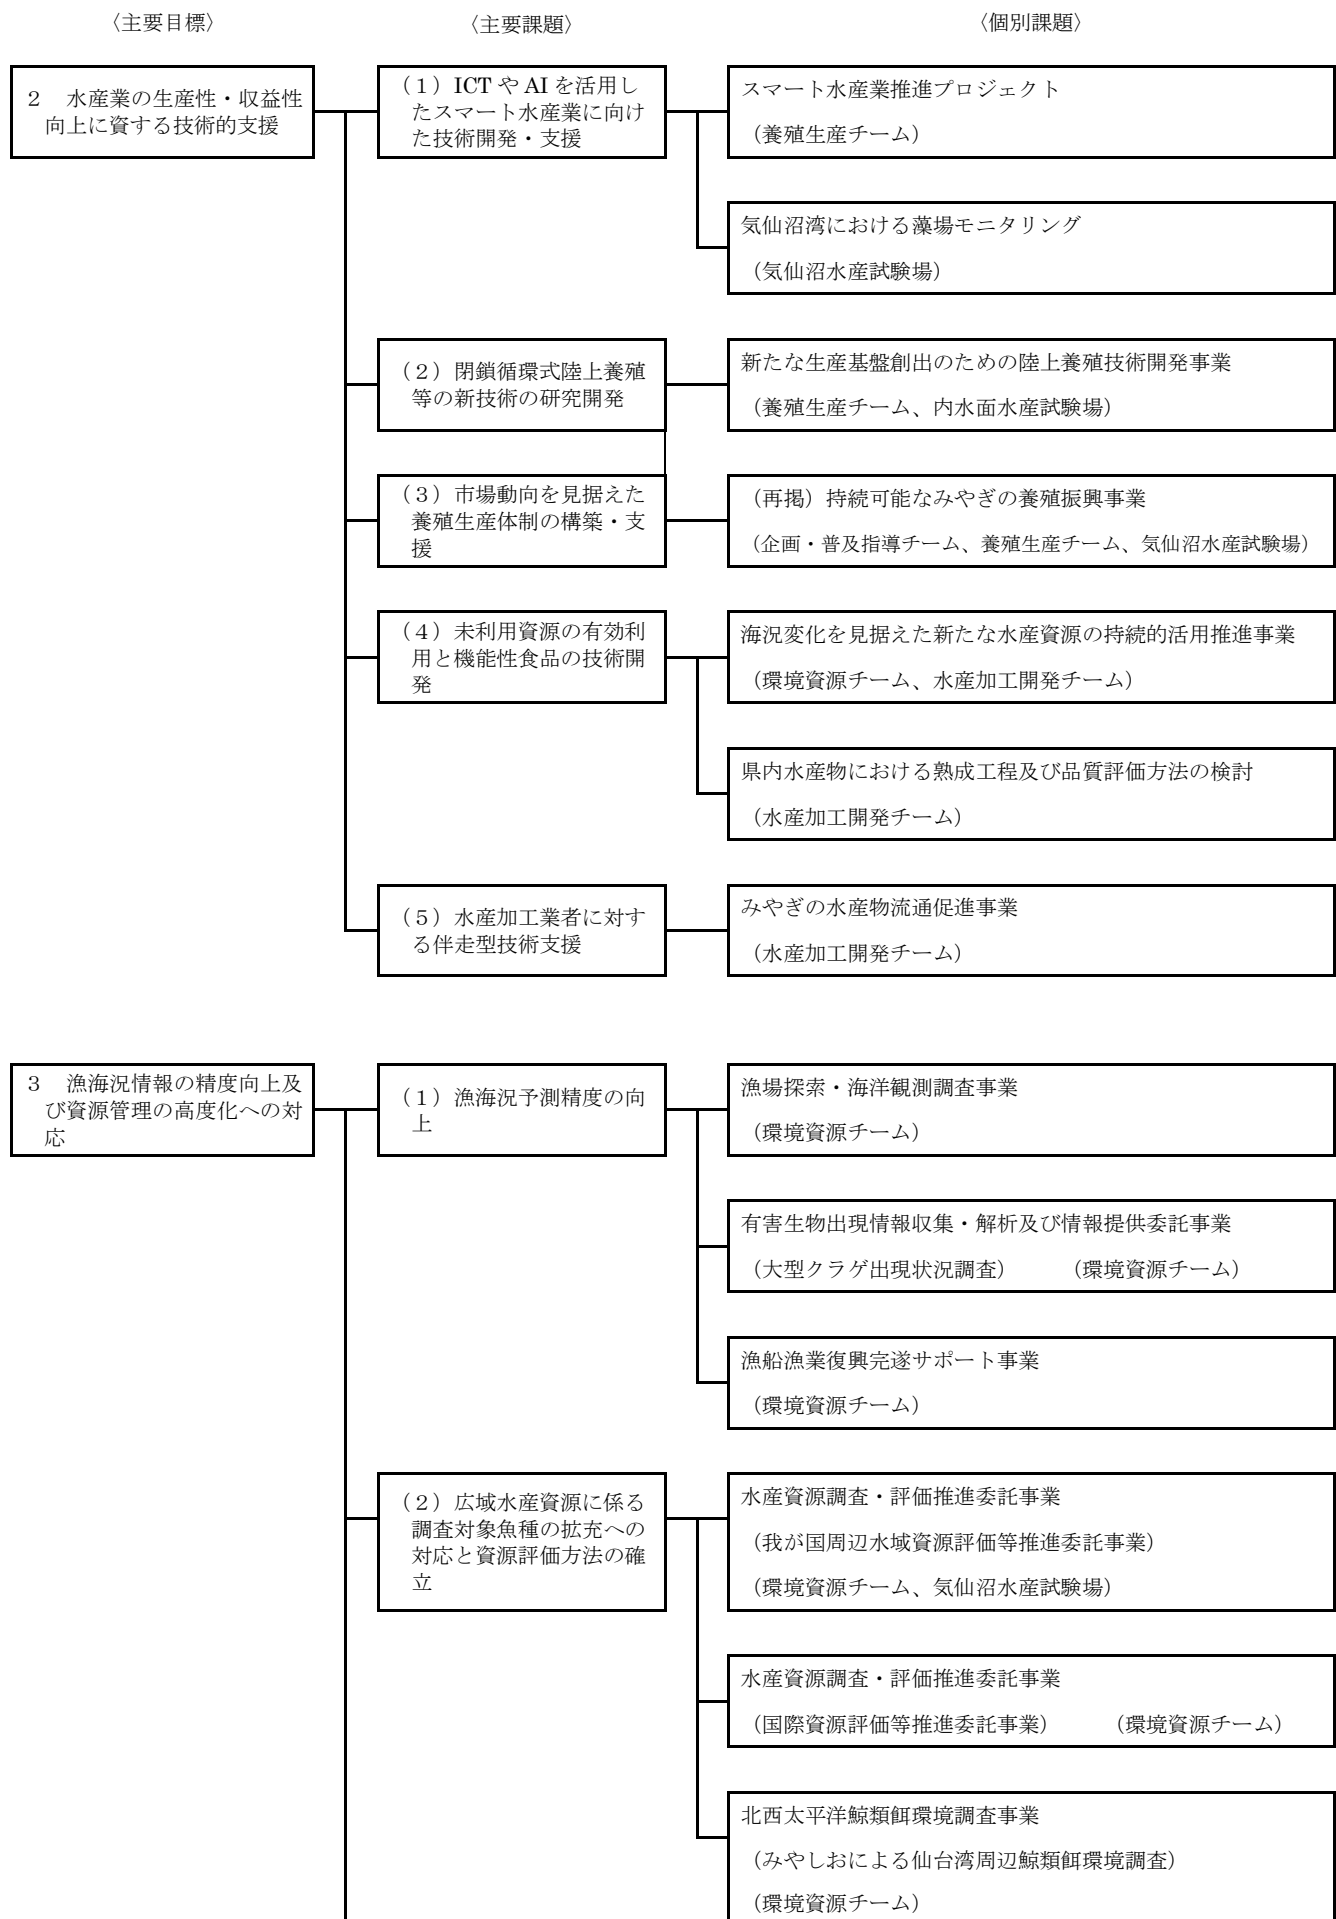 〈主要目標〉
〈主要課題〉
〈個別課題〉
２　水産業の生産性・収益性
向上に資する技術的支援
（１）ICT や AI を活用し
たスマート水産業に向け
た技術開発・支援
スマート水産業推進プロジェクト
（養殖生産チーム）
気仙沼湾における藻場モニタリング
（気仙沼水産試験場）
（２）閉鎖循環式陸上養殖
等の新技術の研究開発
新たな生産基盤創出のための陸上養殖技術開発事業
（養殖生産チーム、内水面水産試験場）
（３）市場動向を見据えた
養殖生産体制の構築・支
援
（再掲）持続可能なみやぎの養殖振興事業
（企画・普及指導チーム、養殖生産チーム、気仙沼水産試験場）
（４）未利用資源の有効利
用と機能性食品の技術開
発
海況変化を見据えた新たな水産資源の持続的活用推進事業
（環境資源チーム、水産加工開発チーム）
県内水産物における熟成工程及び品質評価方法の検討
（水産加工開発チーム）
（５）水産加工業者に対す
る伴走型技術支援
みやぎの水産物流通促進事業
（水産加工開発チーム）
３　漁海況情報の精度向上及
び資源管理の高度化への対
応
（１）漁海況予測精度の向
上
漁場探索・海洋観測調査事業
（環境資源チーム）
有害生物出現情報収集・解析及び情報提供委託事業
（大型クラゲ出現状況調査）　　（環境資源チーム）
漁船漁業復興完遂サポート事業
（環境資源チーム）
（２）広域水産資源に係る
調査対象魚種の拡充への
対応と資源評価方法の確
立
水産資源調査・評価推進委託事業
（我が国周辺水域資源評価等推進委託事業）
（環境資源チーム、気仙沼水産試験場）
水産資源調査・評価推進委託事業
（国際資源評価等推進委託事業）　　（環境資源チーム）
北西太平洋鯨類餌環境調査事業
（みやしおによる仙台湾周辺鯨類餌環境調査）
（環境資源チーム）